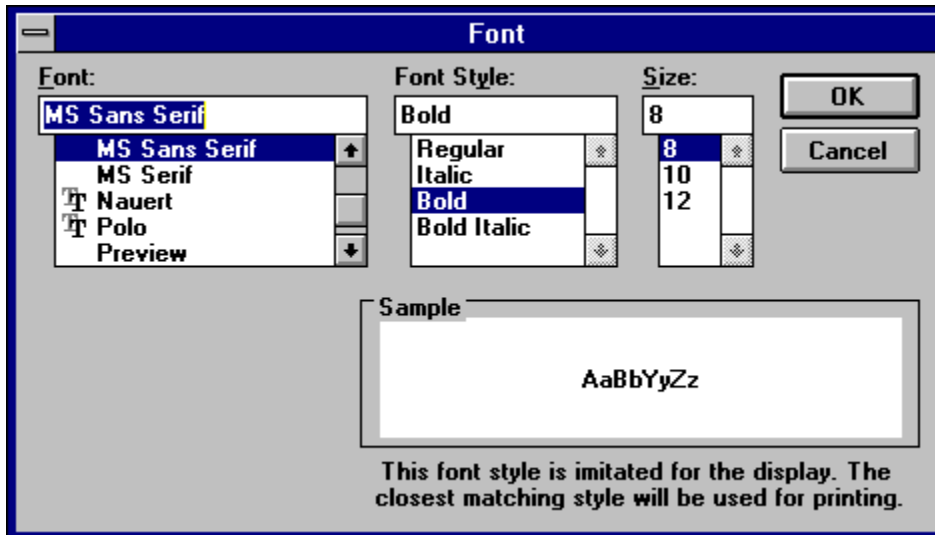 Font
Font:
MS Sans Serif
MS Sans Serif
MS Serif
Nauert
Polo
Preview
Font Style:
Bold
Regular
Italic
Bold
Bold Italic
Size:
8
8
10
12
OK
Cancel
Sample
AaBbYyZz
This font style is imitated for the display. The
closest matching style will be used for printing.